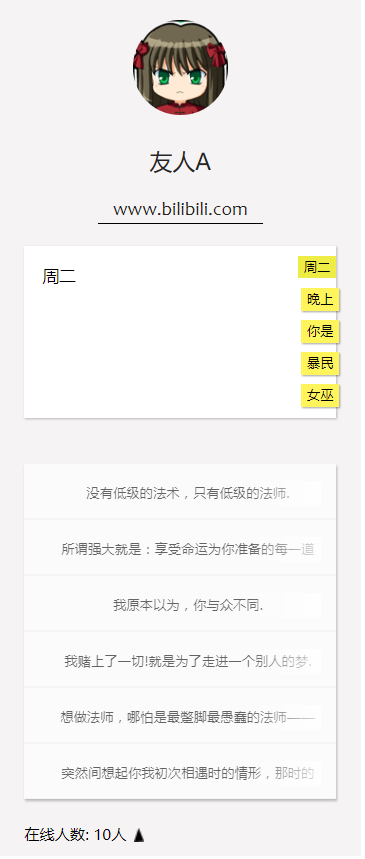 友人A
www.bilibili.com
周二
周二
晚上
你是
暴民
女巫
没有低级的法术，只有低级的法师.
所谓强大就是：享受命运为你准备的每一道
我原本以为，你与众不同.
我赌上了一切!就是为了走进一个别人的梦.
想做法师，哪怕是最蹩脚最愚蠢的法师——
突然间想起你我初次相遇时的情形，那时的
在线人数: 10人